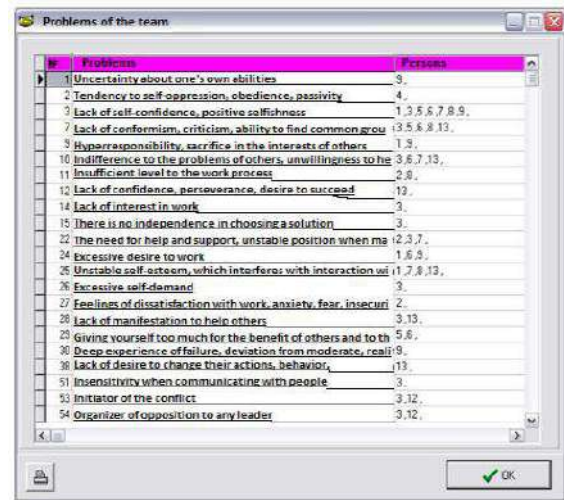 Problems of the team
№ Problems Persons
1 Uncertainty about one's own abilities 9,
2 Tendency to self-oppression, obedience, passivity 4,
3 Lack of self-confidence, positive selfishness 1,3,5,6,7,8,9,
7 Lack of conformism, criticism, ability to find common grou 3,5,6,8,13,
9 Hyperresponsibility, sacrifice in the interests of others 1,9,
10 Indifference to the problems of others, unwillingness to he 3,6,7,13,
11 Insufficient level to the work process 2,8,
12 Lack of confidence, perseverance, desire to succeed 13,
14 Lack of interest in work 3,
15 There is no independence in choosing a solution 3,
22 The need for help and support, unstable position when ma 2,3,7,
24 Excessive desire to work 1,6,9,
25 Unstable self-esteem, which interferes with interaction wi 1,7,8,13,
26 Excessive self-demand 3,
27 Feelings of dissatisfaction with work, anxiety, fear, insecuri 2,
28 Lack of manifestation to help others 3,13,
29 Giving yourself too much for the benefit of others and to th 5,6,
30 Deep experience of failure, deviation from moderate, reali 9,
39 Lack of desire to change their actions, behavior, 13,
51 Insensitivity when communicating with people 3,
53 Initiator of the conflict 3,12,
54 Organizer of opposition to any leader 3,12,
OK